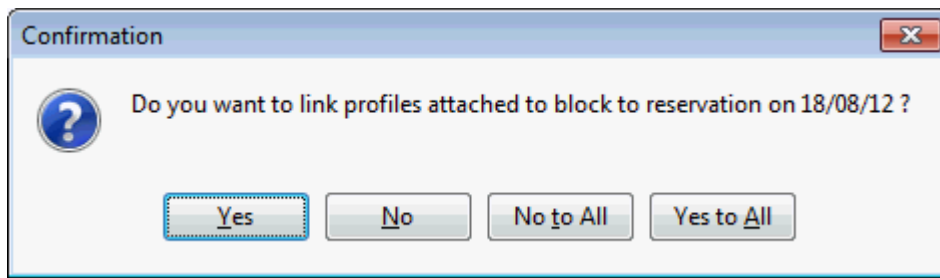 Confirmation
Do you want to link profiles attached to block to reservation on 18/08/12 ?
Yes No No to All Yes to All